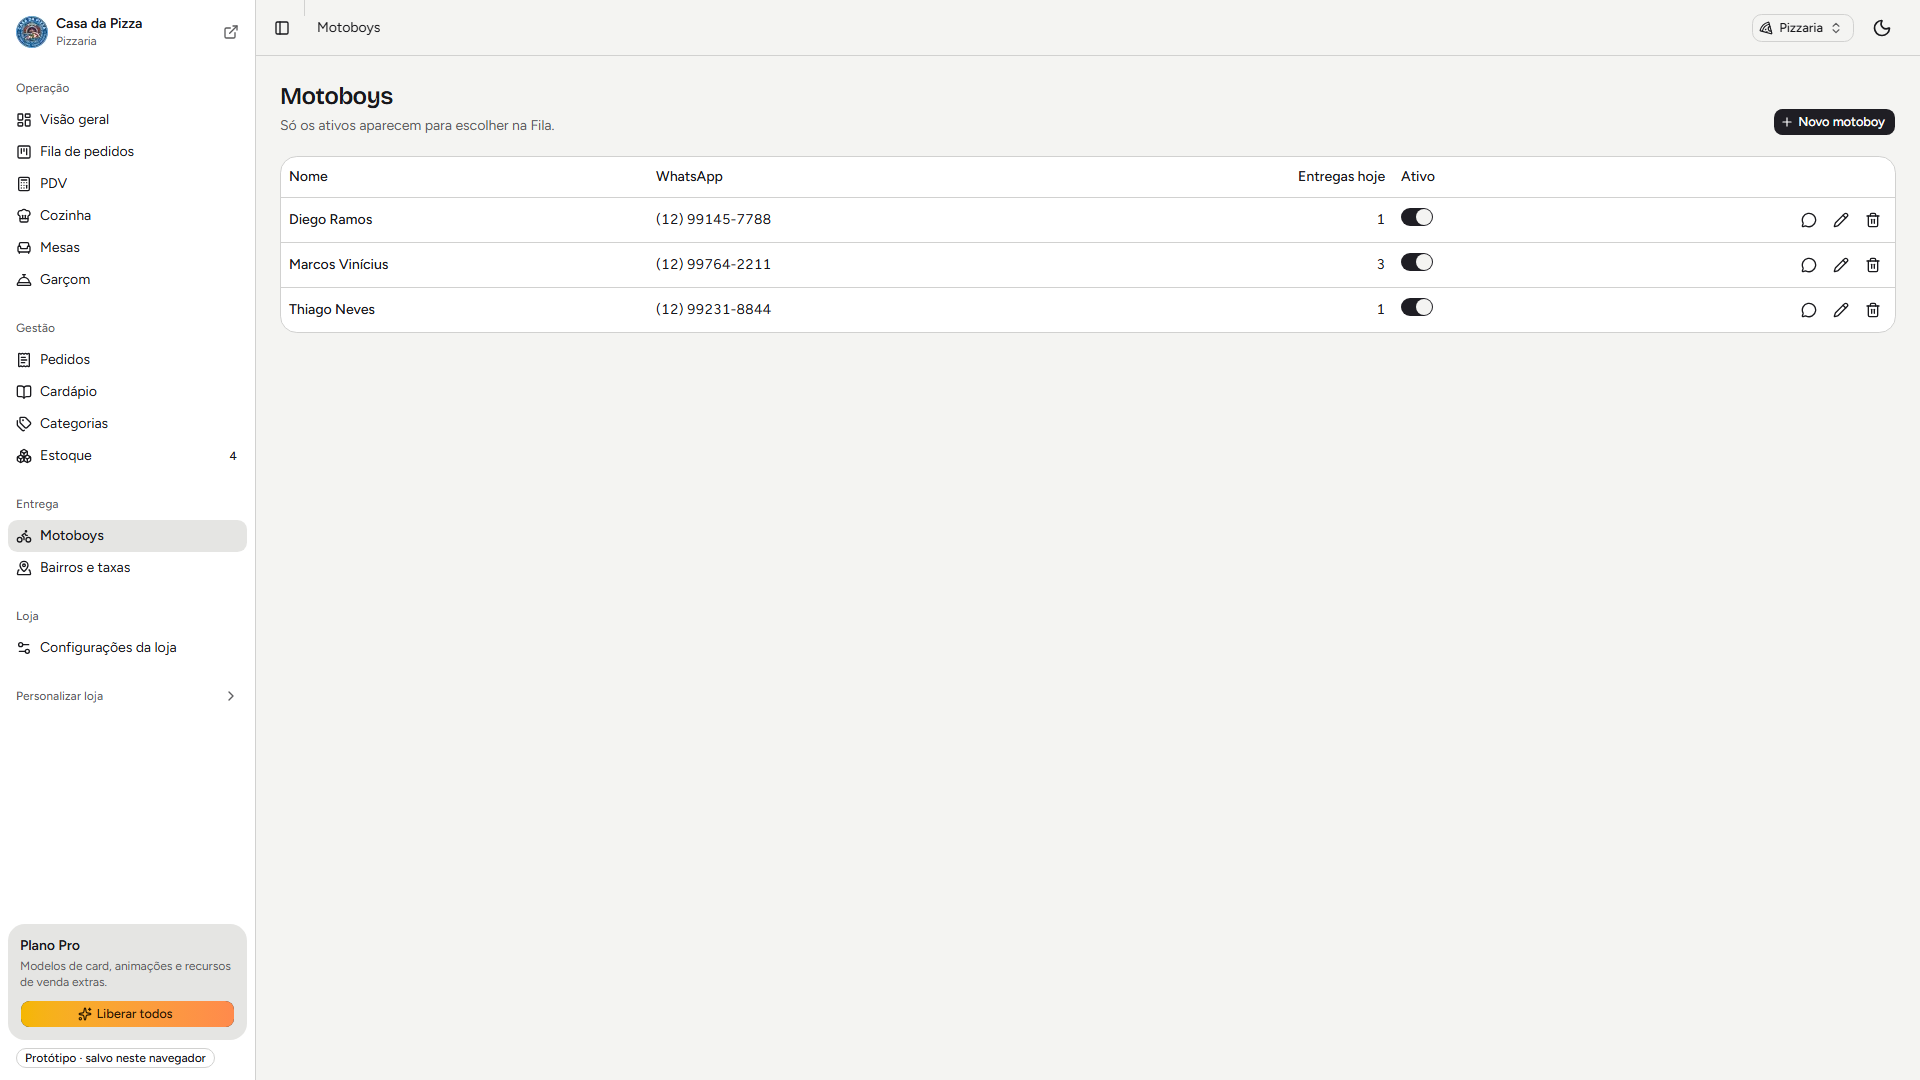 Casa da Pizza
Pizzaria
Operação
Visão geral
Fila de pedidos
PDV
Cozinha
Mesas
Garçom
Gestão
Pedidos
Cardápio
Categorias
Estoque 4
Entrega
Motoboys
Bairros e taxas
Loja
Configurações da loja
Personalizar loja
Plano Pro
Modelos de card, animações e recursos
de venda extras.
Liberar todos
Protótipo · salvo neste navegador
Motoboys
Pizzaria
Motoboys
Só os ativos aparecem para escolher na Fila.
Novo motoboy
Nome WhatsApp Entregas hoje Ativo
Diego Ramos (12) 99145-7788 1
Marcos Vinícius (12) 99764-2211 3
Thiago Neves (12) 99231-8844 1